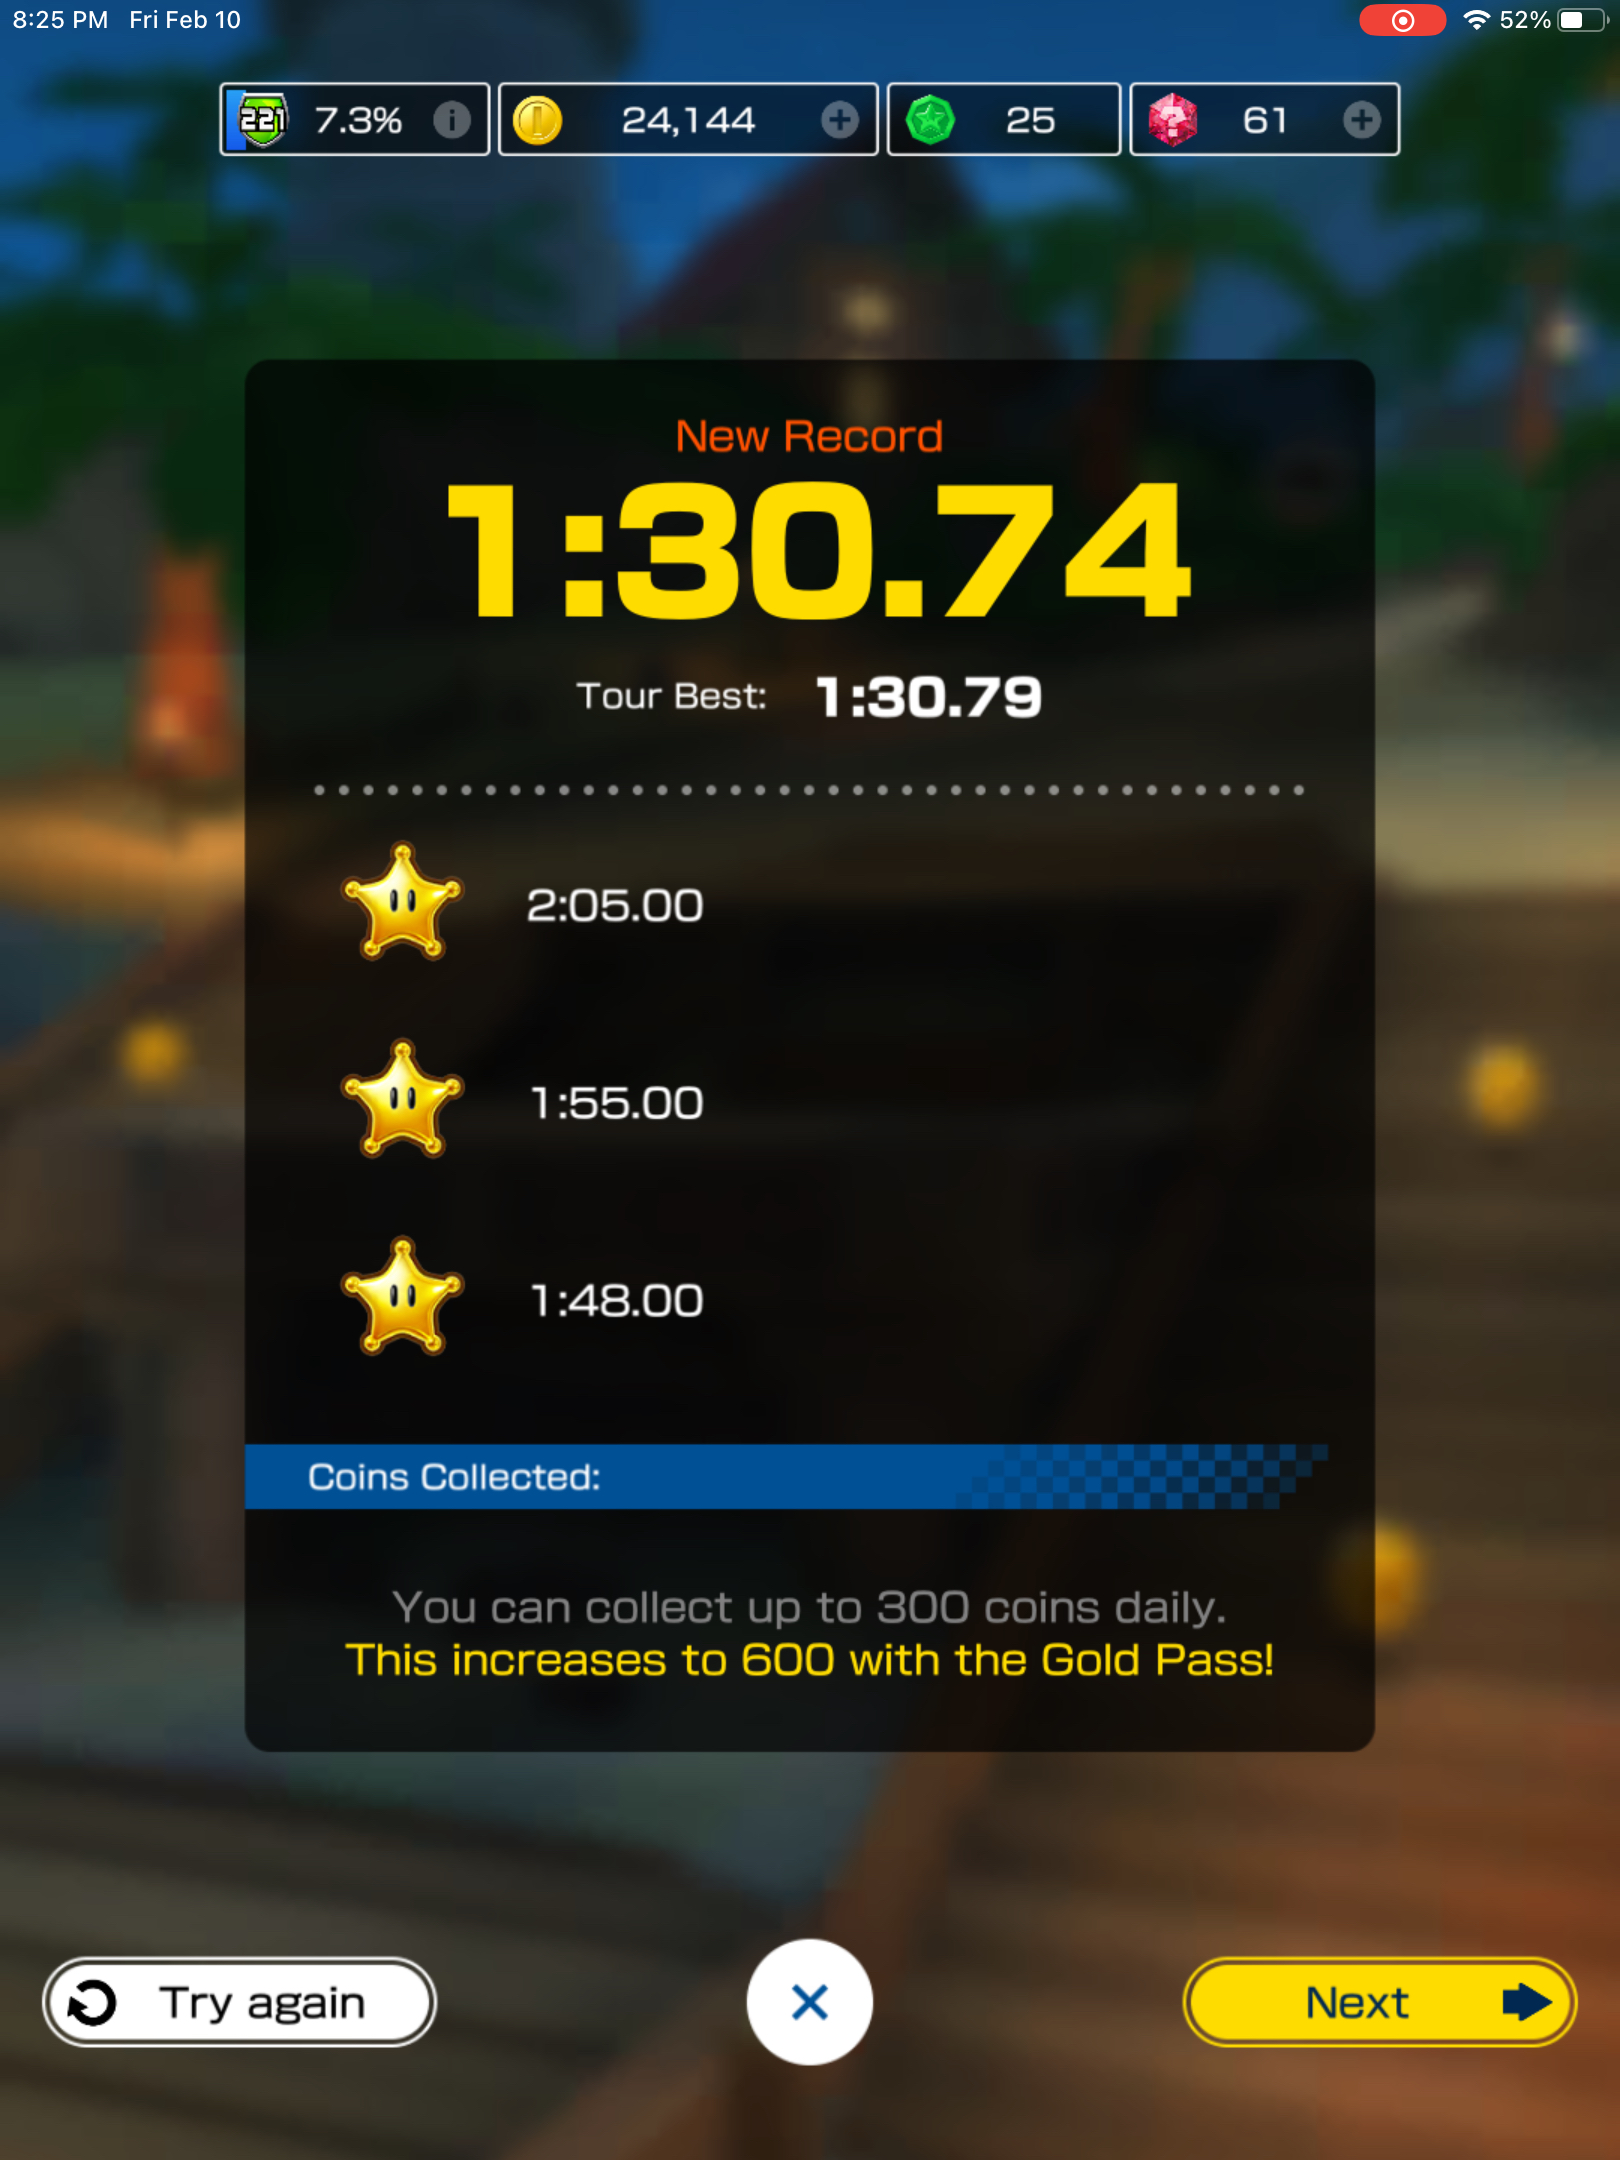 8:25 PM Fri Feb 10 52%
221 7.3% i 24,144 + 25 ? 61 +
New Record
1:30.74
Tour Best: 1:30.79
2:05.00
1:55.00
1:48.00
Coins Collected:
You can collect up to 300 coins daily.
This increases to 600 with the Gold Pass!
Try again × Next